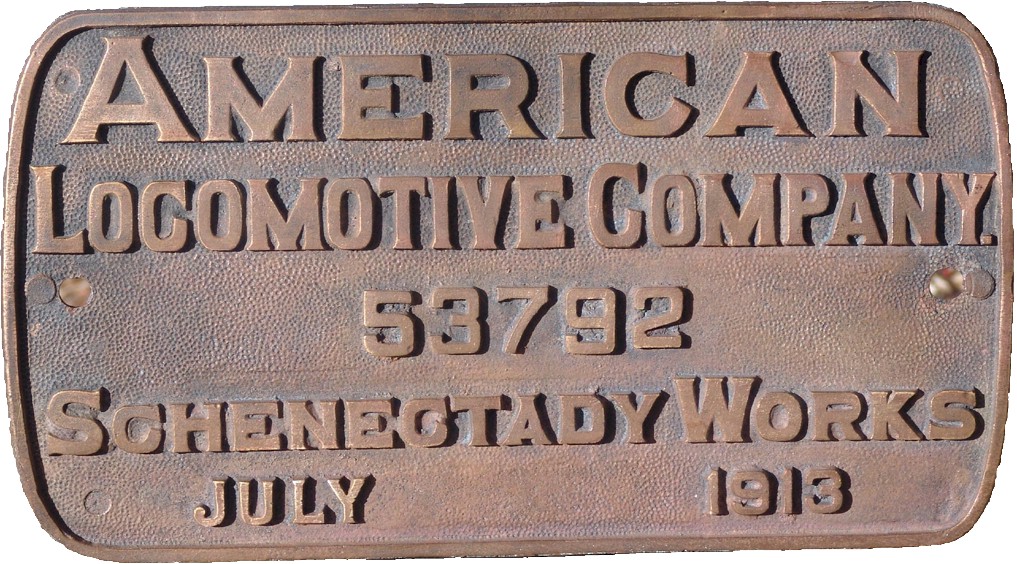 AMERICAN
LOCOMOTIVE COMPANY.
53792
SCHENECTADY WORKS
JULY 1913